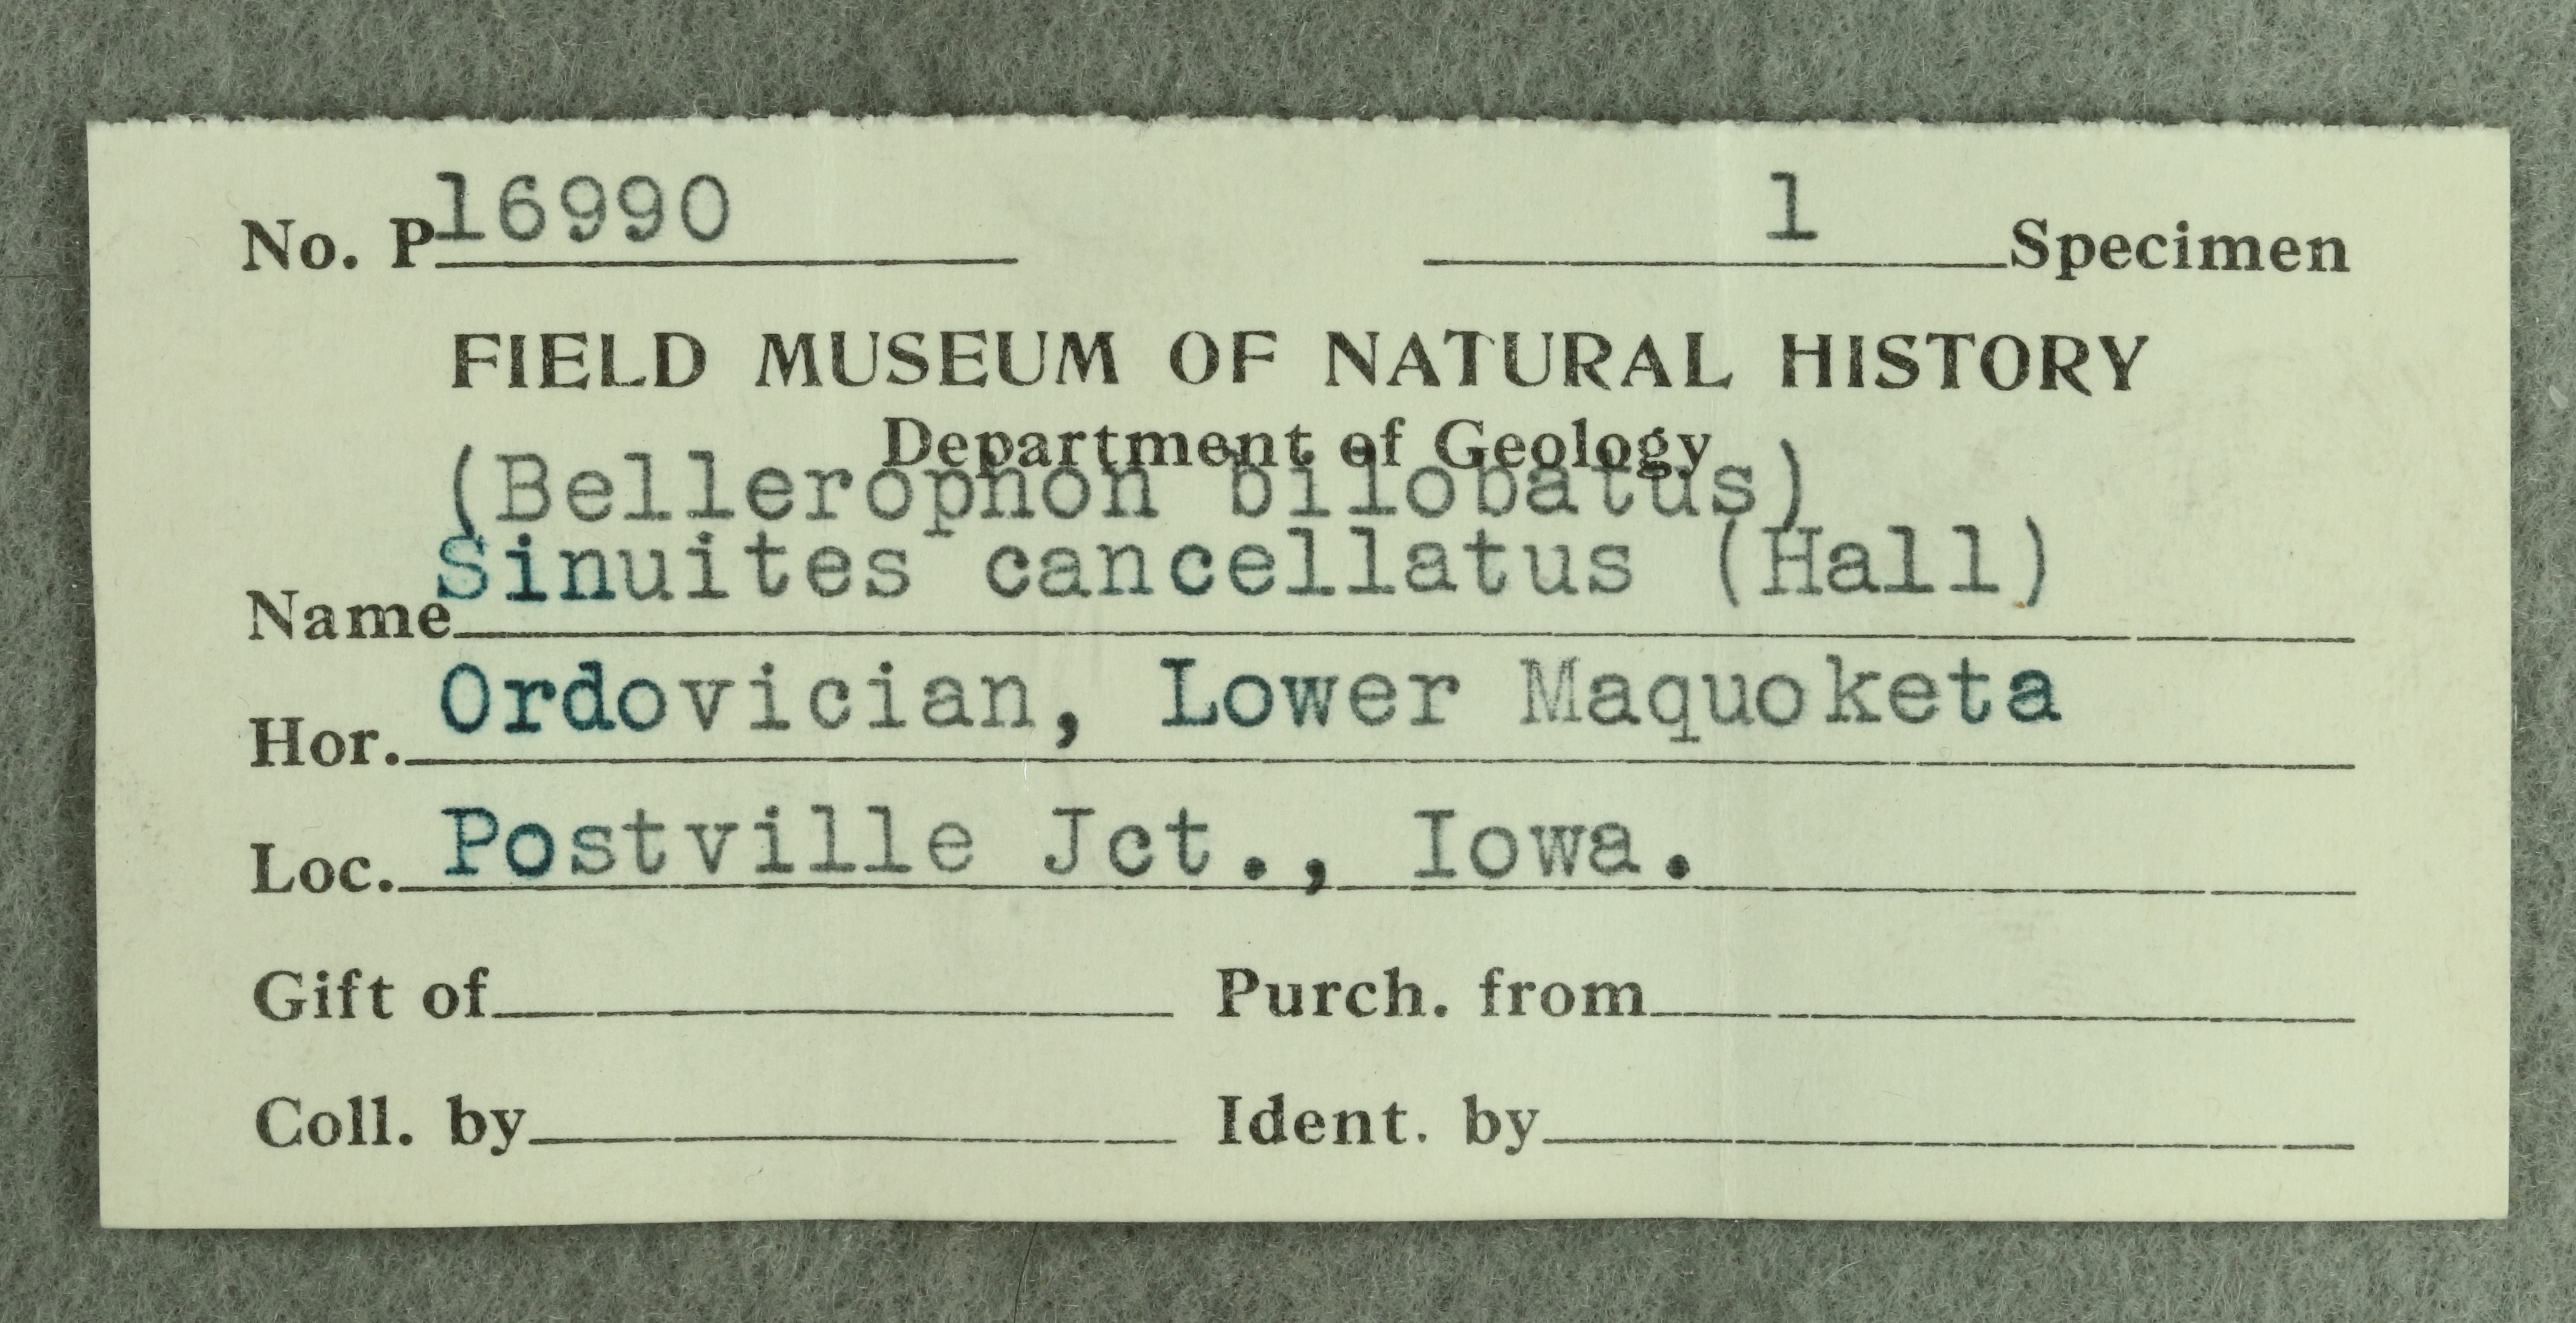 No. P16990 1 Specimen
FIELD MUSEUM OF NATURAL HISTORY
Department of Geology
(Bellerophon bilobatus)
Name Sinuites cancellatus (Hall)
Hor. Ordovician, Lower Maquoketa
Loc. Postville Jct., Iowa.
Gift of Purch. from
Coll. by Ident. by